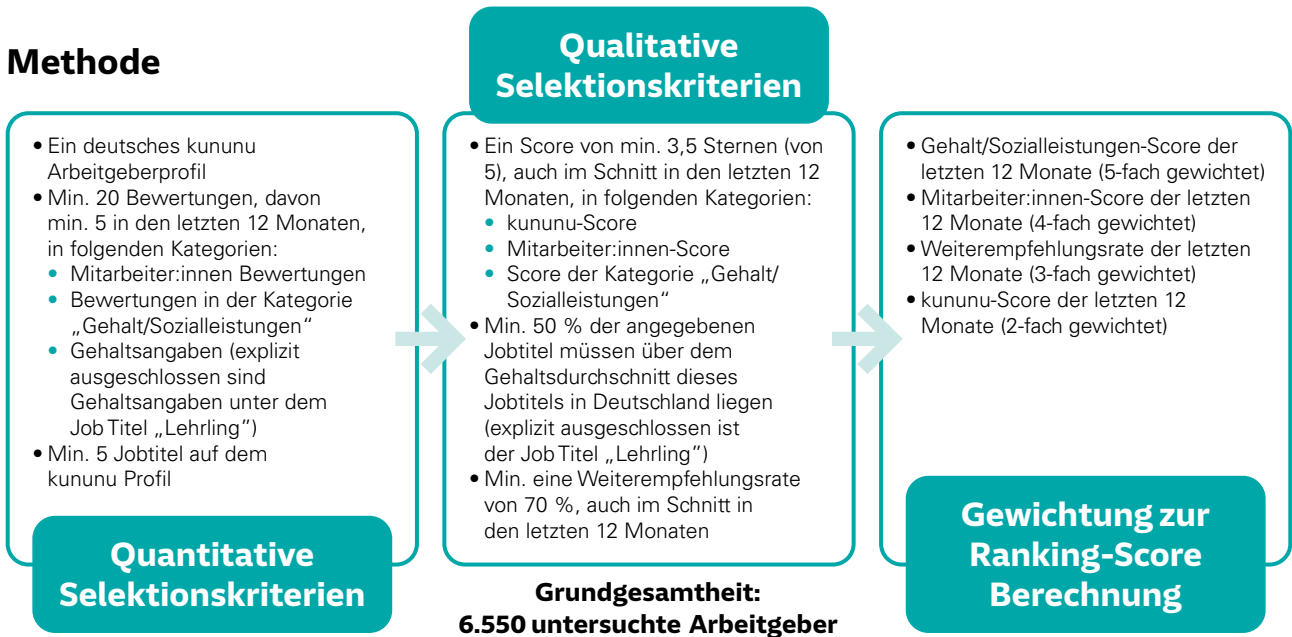 Methode
• Ein deutsches kununu
Arbeitgeberprofil
• Min. 20 Bewertungen, davon
min. 5 in den letzten 12 Monaten,
in folgenden Kategorien:
• Mitarbeiter:innen Bewertungen
• Bewertungen in der Kategorie
„Gehalt/Sozialleistungen“
• Gehaltsangaben (explizit
ausgeschlossen sind
Gehaltsangaben unter dem
Job Titel „Lehrling”)
• Min. 5 Jobtitel auf dem
kununu Profil
Quantitative
Selektionskriterien
Qualitative
Selektionskriterien
• Ein Score von min. 3,5 Sternen (von
5), auch im Schnitt in den letzten 12
Monaten, in folgenden Kategorien:
• kununu-Score
• Mitarbeiter:innen-Score
• Score der Kategorie „Gehalt/
Sozialleistungen“
• Min. 50 % der angegebenen
Jobtitel müssen über dem
Gehaltsdurchschnitt dieses
Jobtitels in Deutschland liegen
(explizit ausgeschlossen ist
der Job Titel „Lehrling”)
• Min. eine Weiterempfehlungsrate
von 70 %, auch im Schnitt in
den letzten 12 Monaten
Grundgesamtheit:
6.550 untersuchte Arbeitgeber
• Gehalt/Sozialleistungen-Score der
letzten 12 Monate (5-fach gewichtet)
• Mitarbeiter:innen-Score der letzten
12 Monate (4-fach gewichtet)
• Weiterempfehlungsrate der letzten
12 Monate (3-fach gewichtet)
• kununu-Score der letzten 12
Monate (2-fach gewichtet)
Gewichtung zur
Ranking-Score
Berechnung